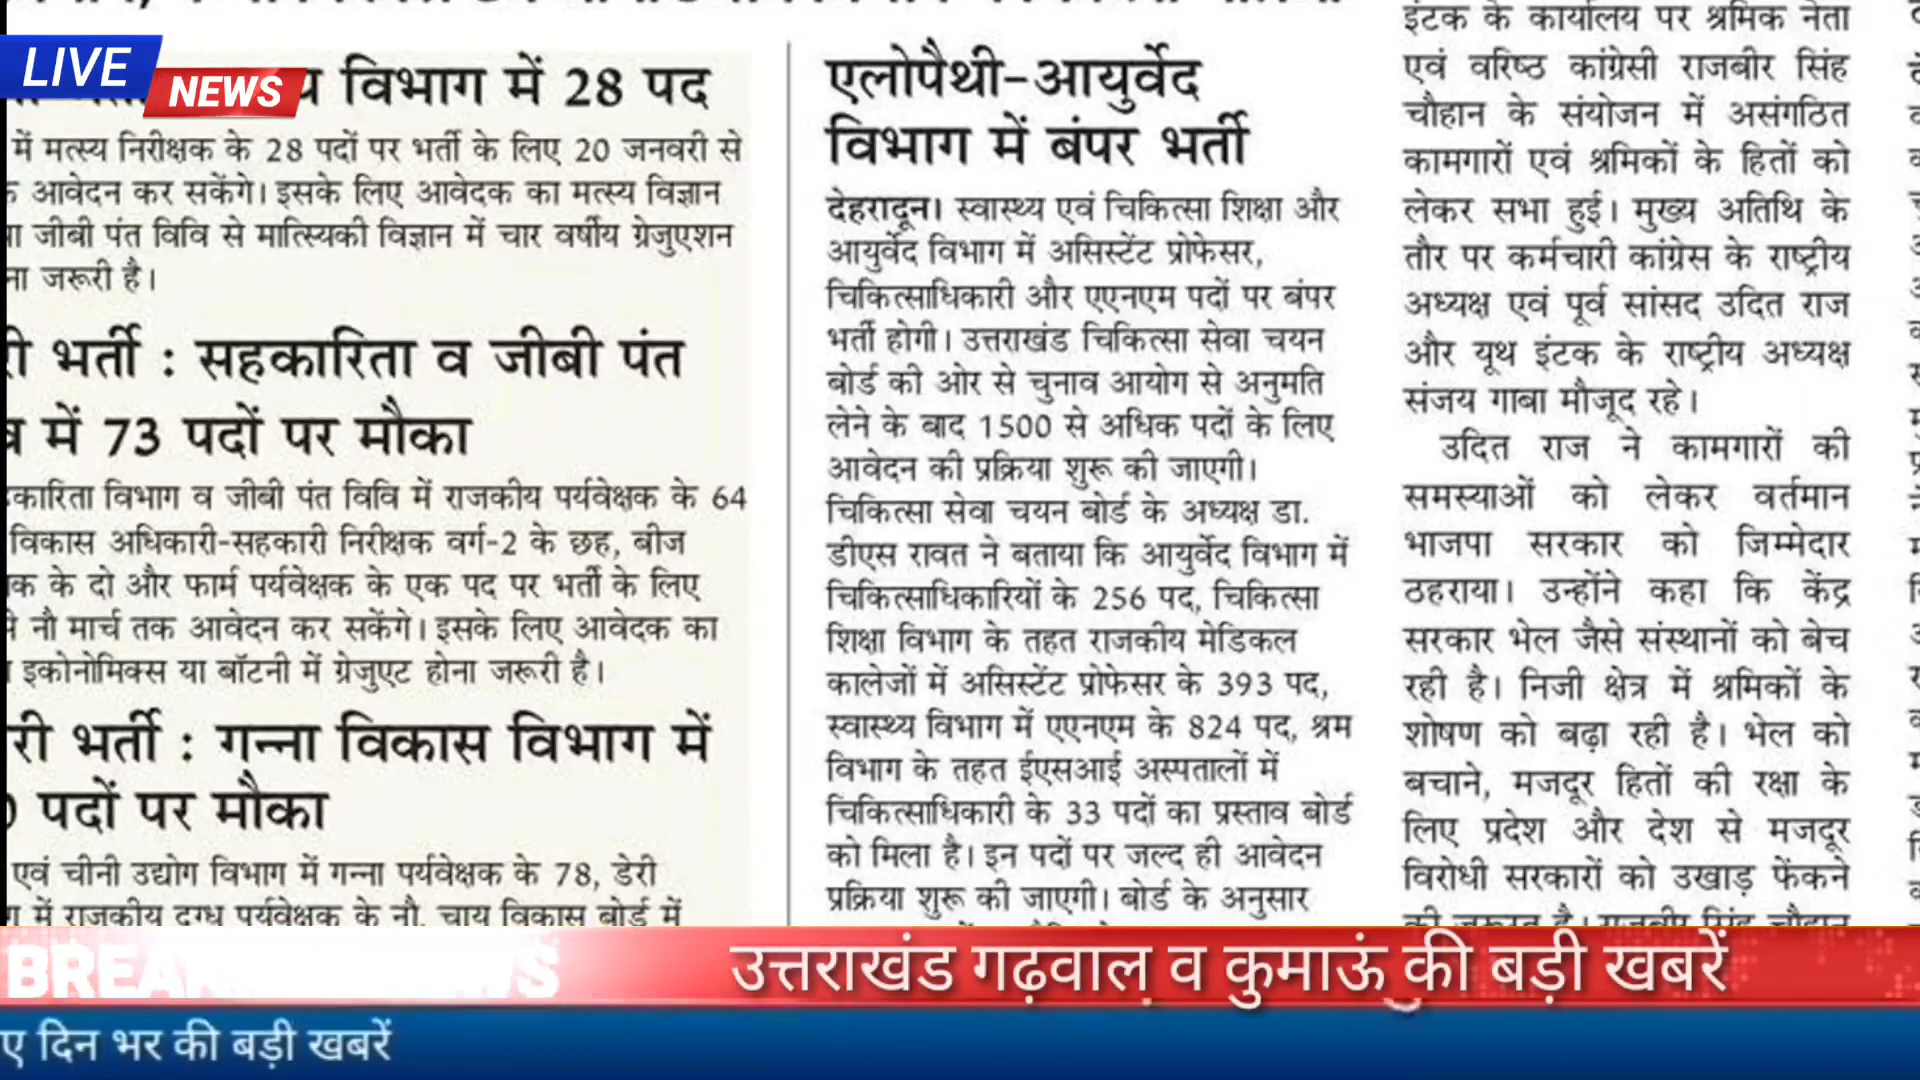 LIVE
NEWS
विभाग में 28 पद
में मत्स्य निरीक्षक के 28 पदों पर भर्ती के लिए 20 जनवरी से
आवेदन कर सकेंगे। इसके लिए आवेदक का मत्स्य विज्ञान
जीबी पंत विवि से मात्स्यिकी विज्ञान में चार वर्षीय ग्रेजुएशन
जरूरी है।
भर्ती : सहकारिता व जीबी पंत
में 73 पदों पर मौका
विभाग व जीबी पंत विवि में राजकीय पर्यवेक्षक के 64
विकास अधिकारी-सहकारी निरीक्षक वर्ग-2 के छह, बीज
के दो और फार्म पर्यवेक्षक के एक पद पर भर्ती के लिए
नौ मार्च तक आवेदन कर सकेंगे। इसके लिए आवेदक का
इकोनोमिक्स या बॉटनी में ग्रेजुएट होना जरूरी है।
भर्ती : गन्ना विकास विभाग में
पदों पर मौका
एवं चीनी उद्योग विभाग में गन्ना पर्यवेक्षक के 78, डेरी
में राजकीय दुग्ध पर्यवेक्षक के नौ, चाय विकास बोर्ड में
एलोपैथी-आयुर्वेद
विभाग में बंपर भर्ती
देहरादून। स्वास्थ्य एवं चिकित्सा शिक्षा और
आयुर्वेद विभाग में असिस्टेंट प्रोफेसर,
चिकित्साधिकारी और एएनएम पदों पर बंपर
भर्ती होगी। उत्तराखंड चिकित्सा सेवा चयन
बोर्ड की ओर से चुनाव आयोग से अनुमति
लेने के बाद 1500 से अधिक पदों के लिए
आवेदन की प्रक्रिया शुरू की जाएगी।
चिकित्सा सेवा चयन बोर्ड के अध्यक्ष डा.
डीएस रावत ने बताया कि आयुर्वेद विभाग में
चिकित्साधिकारियों के 256 पद, चिकित्सा
शिक्षा विभाग के तहत राजकीय मेडिकल
कालेजों में असिस्टेंट प्रोफेसर के 393 पद,
स्वास्थ्य विभाग में एएनएम के 824 पद, श्रम
विभाग के तहत ईएसआई अस्पतालों में
चिकित्साधिकारी के 33 पदों का प्रस्ताव बोर्ड
को मिला है। इन पदों पर जल्द ही आवेदन
प्रक्रिया शुरू की जाएगी। बोर्ड के अनुसार
इंटक के कार्यालय पर श्रमिक नेता
एवं वरिष्ठ कांग्रेसी राजबीर सिंह
चौहान के संयोजन में असंगठित
कामगारों एवं श्रमिकों के हितों को
लेकर सभा हुई। मुख्य अतिथि के
तौर पर कर्मचारी कांग्रेस के राष्ट्रीय
अध्यक्ष एवं पूर्व सांसद उदित राज
और यूथ इंटक के राष्ट्रीय अध्यक्ष
संजय गाबा मौजूद रहे।
उदित राज ने कामगारों की
समस्याओं को लेकर वर्तमान
भाजपा सरकार को जिम्मेदार
ठहराया। उन्होंने कहा कि केंद्र
सरकार भेल जैसे संस्थानों को बेच
रही है। निजी क्षेत्र में श्रमिकों के
शोषण को बढ़ा रही है। भेल को
बचाने, मजदूर हितों की रक्षा के
लिए प्रदेश और देश से मजदूर
विरोधी सरकारों को उखाड़ फेंकने
की जरूरत है। राजबीर सिंह चौहान
उत्तराखंड गढ़वाल व कुमाऊं की बड़ी खबरें
दिन भर की बड़ी खबरें